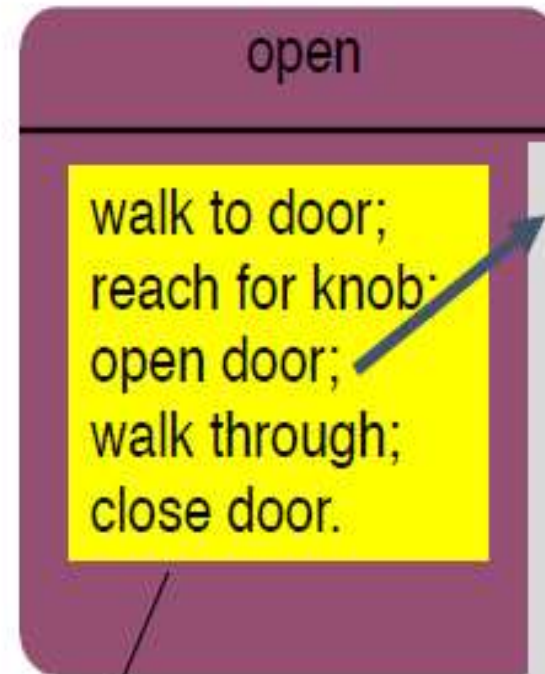 open
walk to door;
reach for knob;
open door;
walk through;
close door.